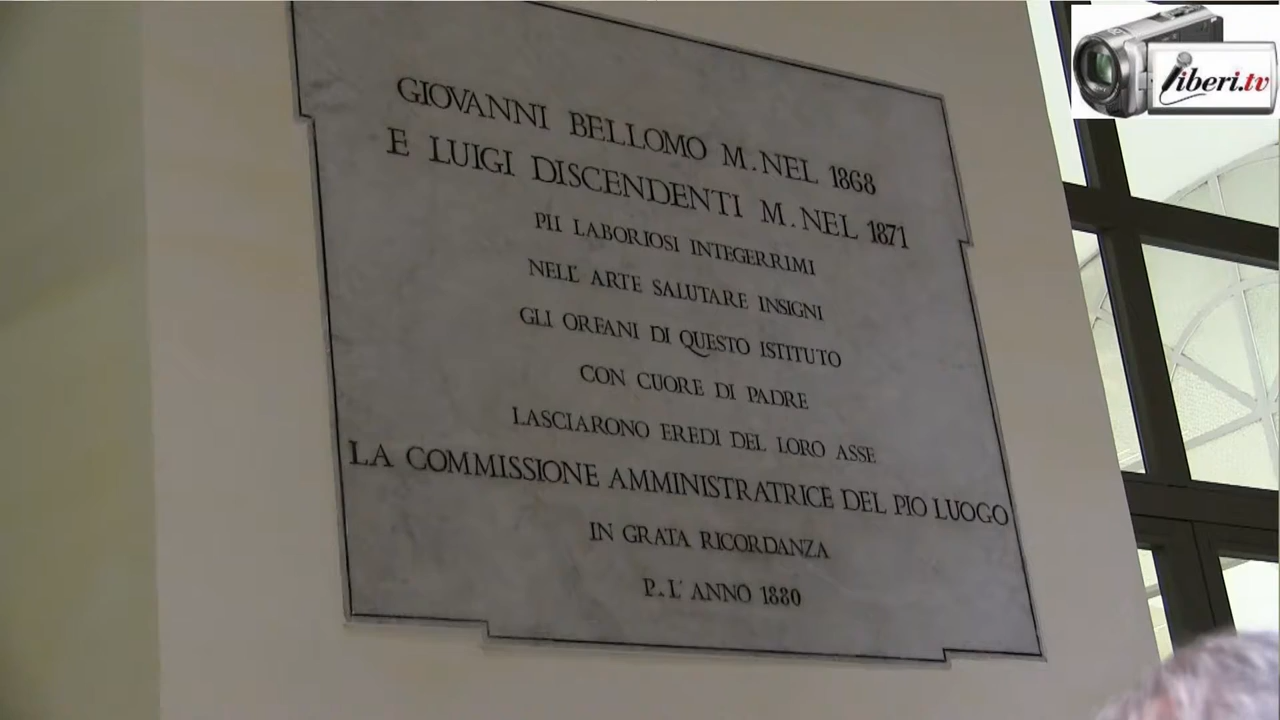 GIOVANNI BELLOMO M. NEL 1868
E LUIGI DISCENDENTI M. NEL 1871
PII LABORIOSI INTEGERRIMI
NELL' ARTE SALUTARE INSIGNI
GLI ORFANI DI QUESTO ISTITUTO
CON CUORE DI PADRE
LASCIARONO EREDI DEL LORO ASSE
LA COMMISSIONE AMMINISTRATRICE DEL PIO LUOGO
IN GRATA RICORDANZA
P. L' ANNO 1880
liberi.tv